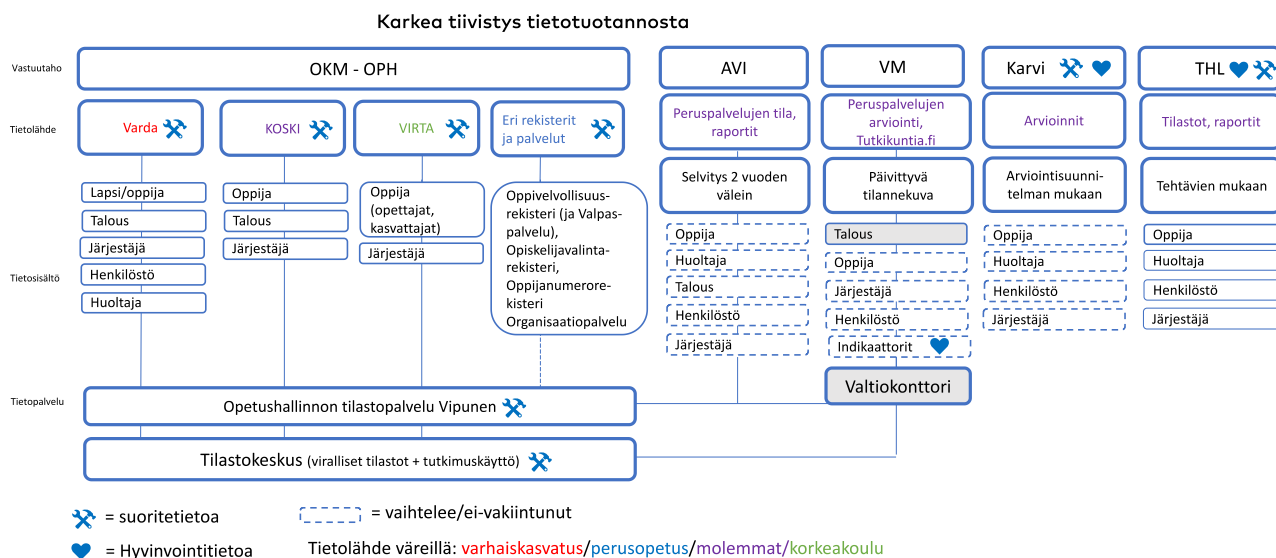 Karkea tiivistys tietotuotannosta
Vastuutaho
OKM - OPH
AVI
VM
Karvi
THL
Tietolähde
Varda
KOSKI
VIRTA
Eri rekisterit
ja palvelut
Peruspalvelujen tila,
raportit
Peruspalvelujen
arviointi,
Tutkikuntia.fi
Arvioinnit
Tilastot, raportit
Selvitys 2 vuoden
välein
Päivittyvä
tilannekuva
Arviointisuunni-
telman mukaan
Tehtävien mukaan
Tietosisältö
Lapsi/oppija
Talous
Järjestäjä
Henkilöstö
Huoltaja
Oppija
Talous
Järjestäjä
Oppija
(opettajat,
kasvattajat)
Järjestäjä
Oppivelvollisuus-
rekisteri (ja Valpas-
palvelu),
Opiskelijavalinta-
rekisteri,
Oppijanumerore-
kisteri
Organisaatiopalvelu
Oppija
Huoltaja
Talous
Henkilöstö
Järjestäjä
Talous
Oppija
Järjestäjä
Henkilöstö
Indikaattorit
Oppija
Huoltaja
Henkilöstö
Järjestäjä
Oppija
Huoltaja
Henkilöstö
Järjestäjä
Tietopalvelu
Opetushallinnon tilastopalvelu Vipunen
Valtiokonttori
Tilastokeskus (viralliset tilastot + tutkimuskäyttö)
= suoritetietoa
= vaihtelee/ei-vakiintunut
= Hyvinvointitietoa
Tietolähde väreillä: varhaiskasvatus/perusopetus/molemmat/korkeakoulu